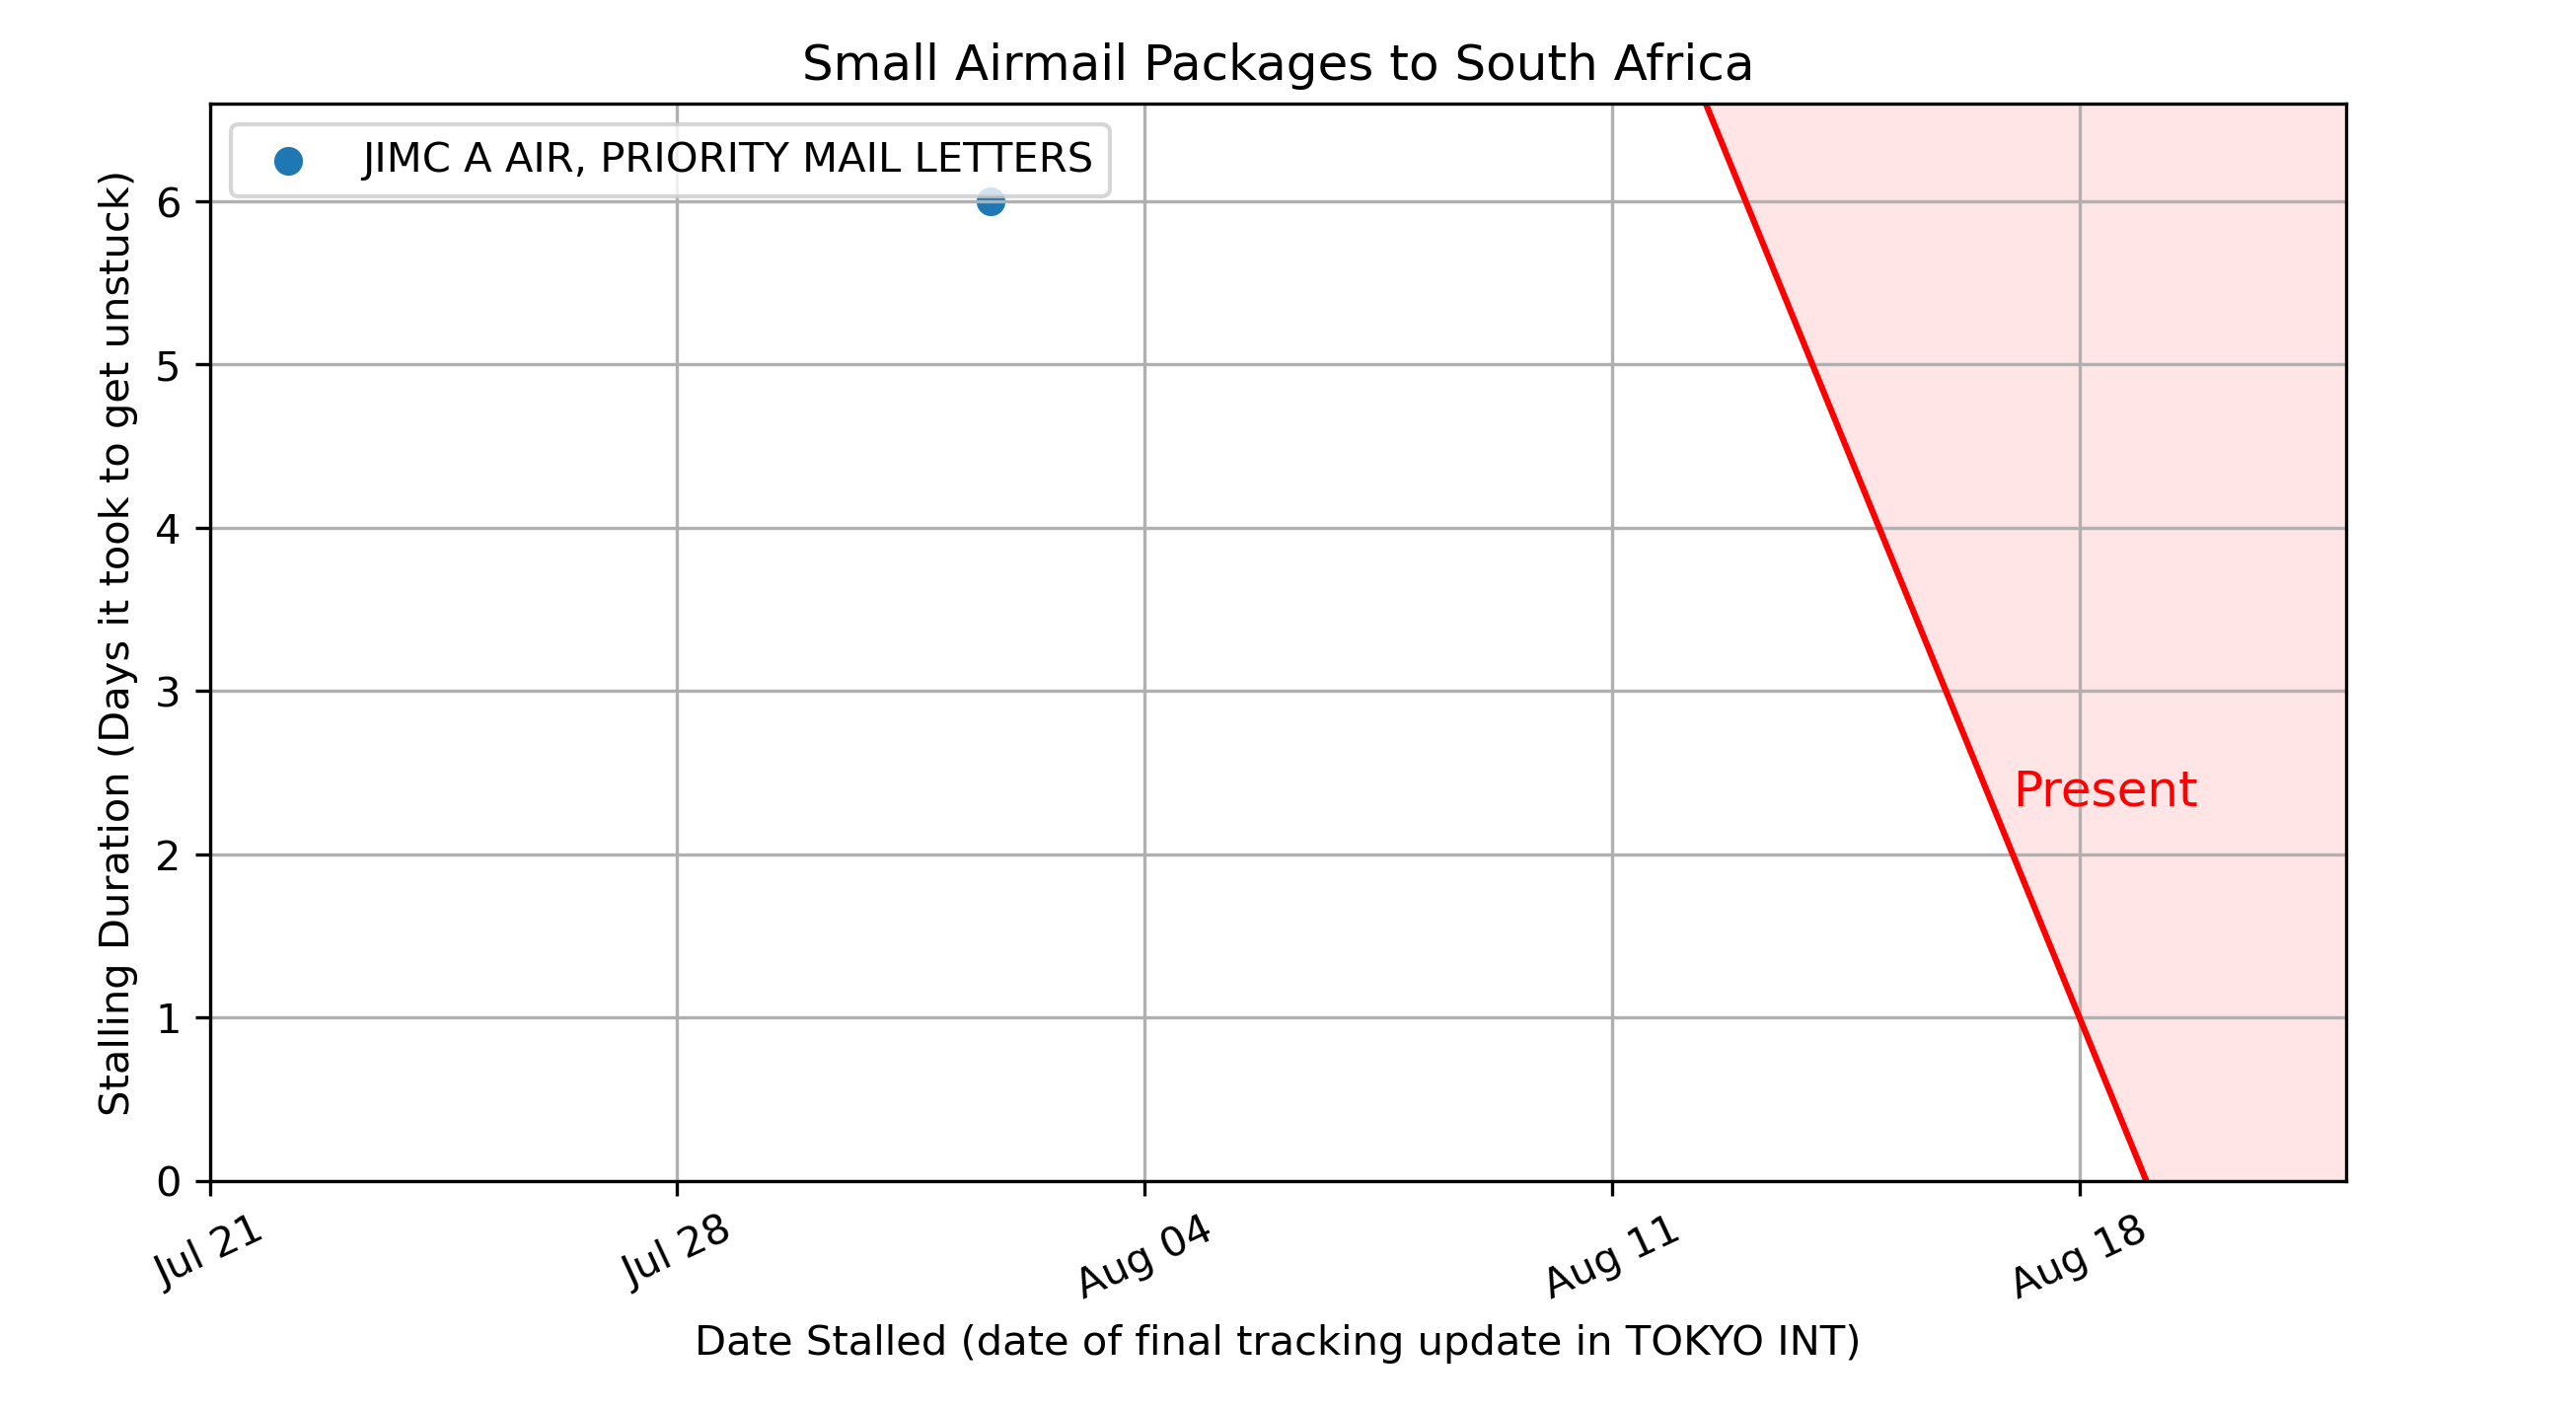 Small Airmail Packages to South Africa
JIMC A AIR, PRIORITY MAIL LETTERS
Stalling Duration (Days it took to get unstuck)
6
5
4
3
2
1
0
Present
Jul 21
Jul 28
Aug 04
Aug 11
Aug 18
Date Stalled (date of final tracking update in TOKYO INT)